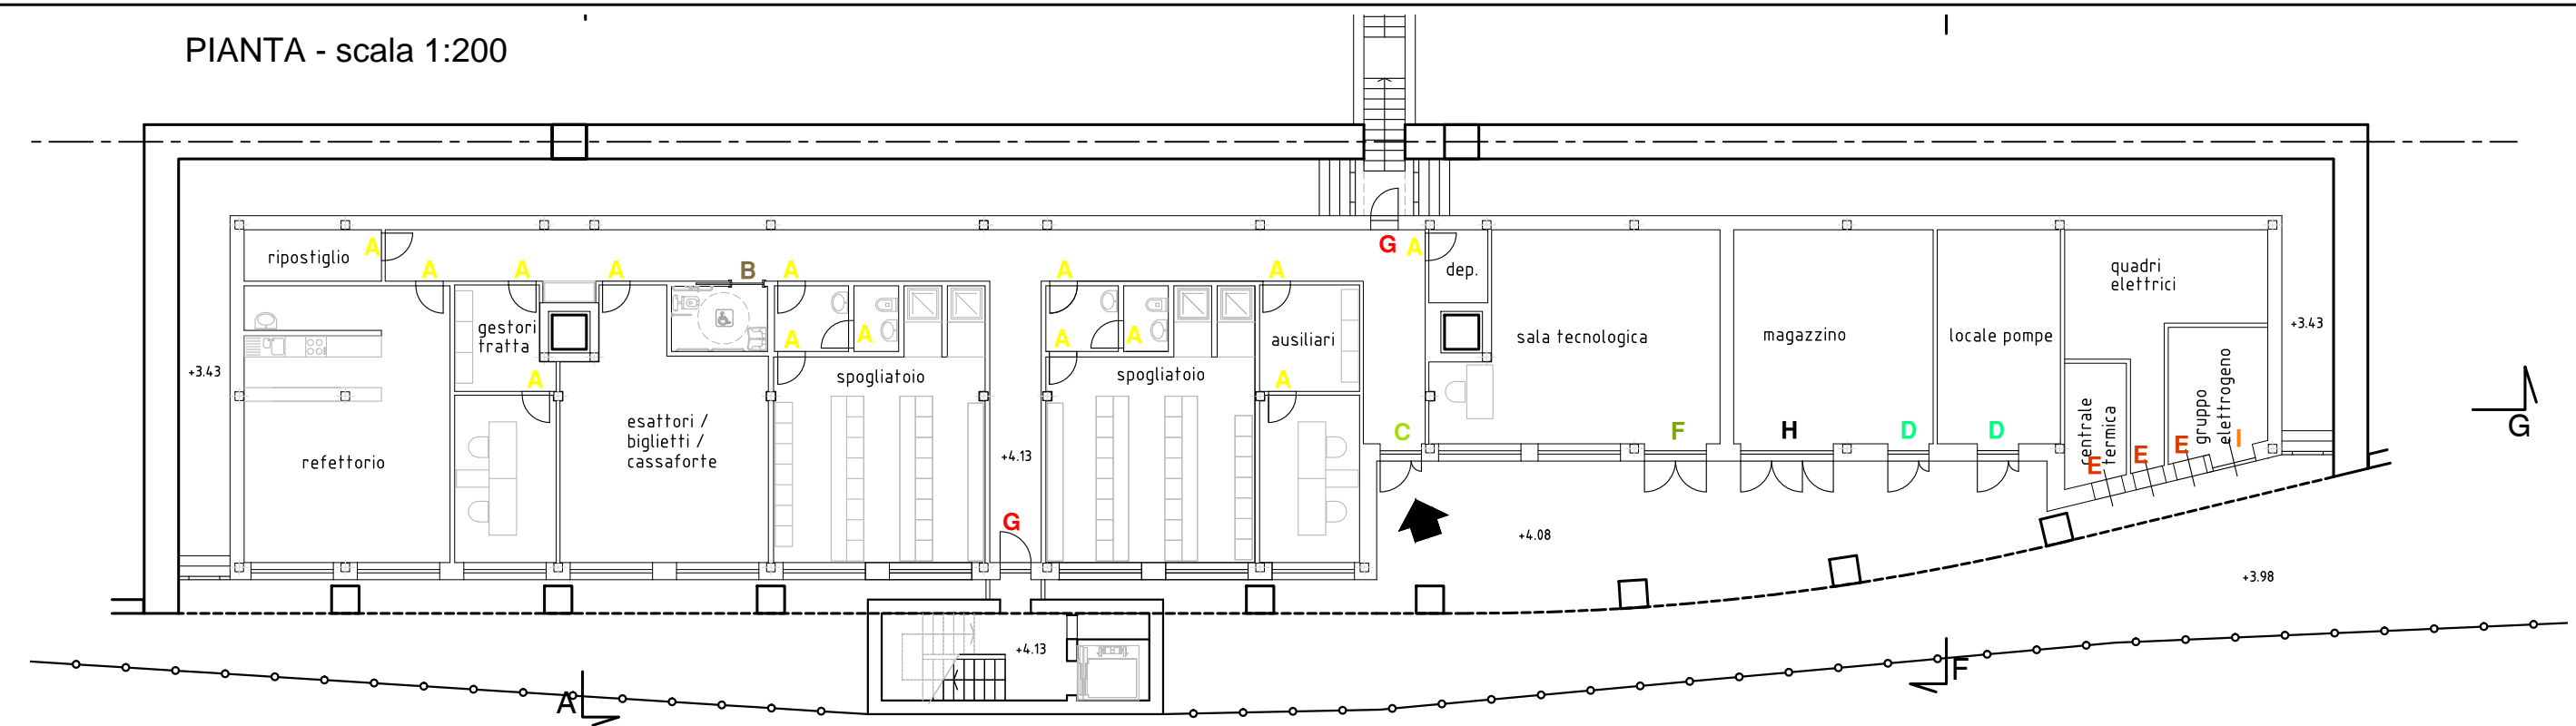 PIANTA - scala 1:200
G A
ripostiglio A
A A A B A A A
dep.
quadri
elettrici
gestori
tratta
A A A A
ausiliari
sala tecnologica
magazzino
locale pompe
+3.43
+3.43
A A
spogliatoio
spogliatoio
gruppo
elettrogeno
centrale
termica
esattori /
biglietti /
cassaforte
refettorio
+4.13
C F H D D
E E E I
G
G
+4.08
+3.98
+4.13
A
F